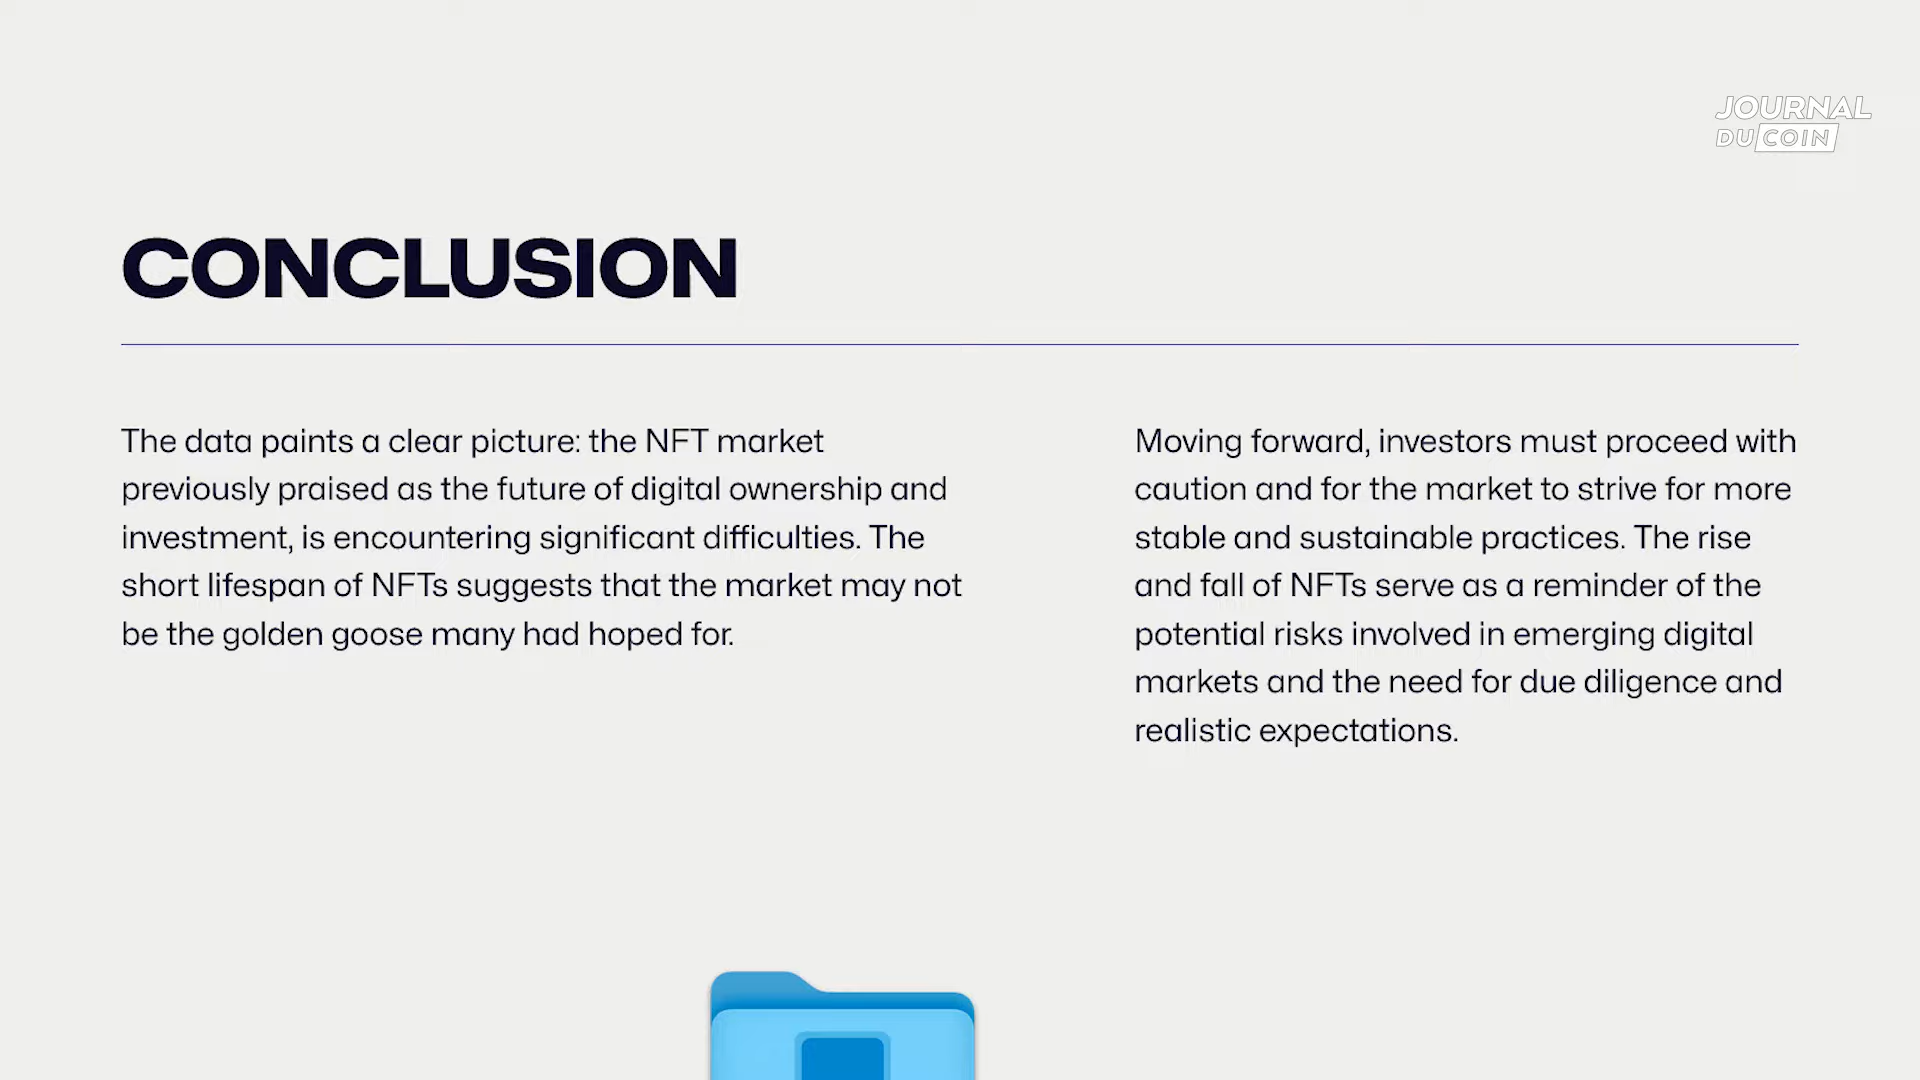 JOURNAL
DU COIN
CONCLUSION
The data paints a clear picture: the NFT market
previously praised as the future of digital ownership and
investment, is encountering significant difficulties. The
short lifespan of NFTs suggests that the market may not
be the golden goose many had hoped for.
Moving forward, investors must proceed with
caution and for the market to strive for more
stable and sustainable practices. The rise
and fall of NFTs serve as a reminder of the
potential risks involved in emerging digital
markets and the need for due diligence and
realistic expectations.